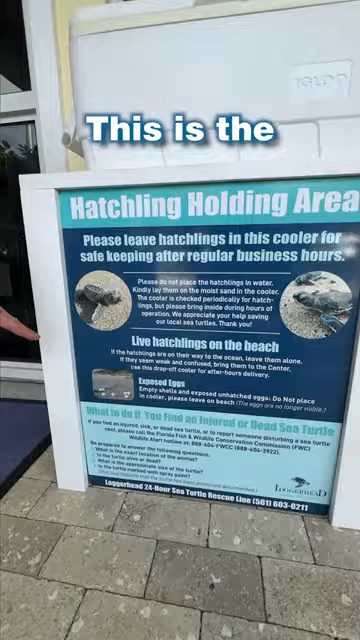 IGLOO
This is the
Hatchling Holding Area
Please leave hatchlings in this cooler for
safe keeping after regular business hours.
Please do not place the hatchlings in water.
Kindly lay them on the moist sand in the cooler.
The cooler is checked periodically for hatch-
lings, but please bring inside during hours of
operation. We appreciate your help saving
our local sea turtles. Thank you!
Live hatchlings on the beach
If the hatchlings are on their way to the ocean, leave them alone.
If they seem weak and confused, bring them to the Center,
use this drop-off cooler for after-hours delivery.
Exposed Eggs
Empty shells and exposed unhatched eggs: Do not place
in cooler, please leave on beach (The eggs are no longer viable.)
What to do if You Find an Injured or Dead Sea Turtle
If you find an injured, sick, or dead sea turtle, or to report someone disturbing a sea turtle
nest, please call the Florida Fish & Wildlife Conservation Commission (FWC)
Wildlife Alert hotline at: 888-404-FWCC (888-404-3922).
Be prepared to answer the following questions:
What is the exact location of the animal?
Is the turtle alive or dead?
What is the approximate size of the turtle?
Is the turtle marked with spray paint?
(This may indicate that the turtle has been previously documented.)
LOGGERHEAD
Loggerhead 24-Hour Sea Turtle Rescue Line (561) 603-0211